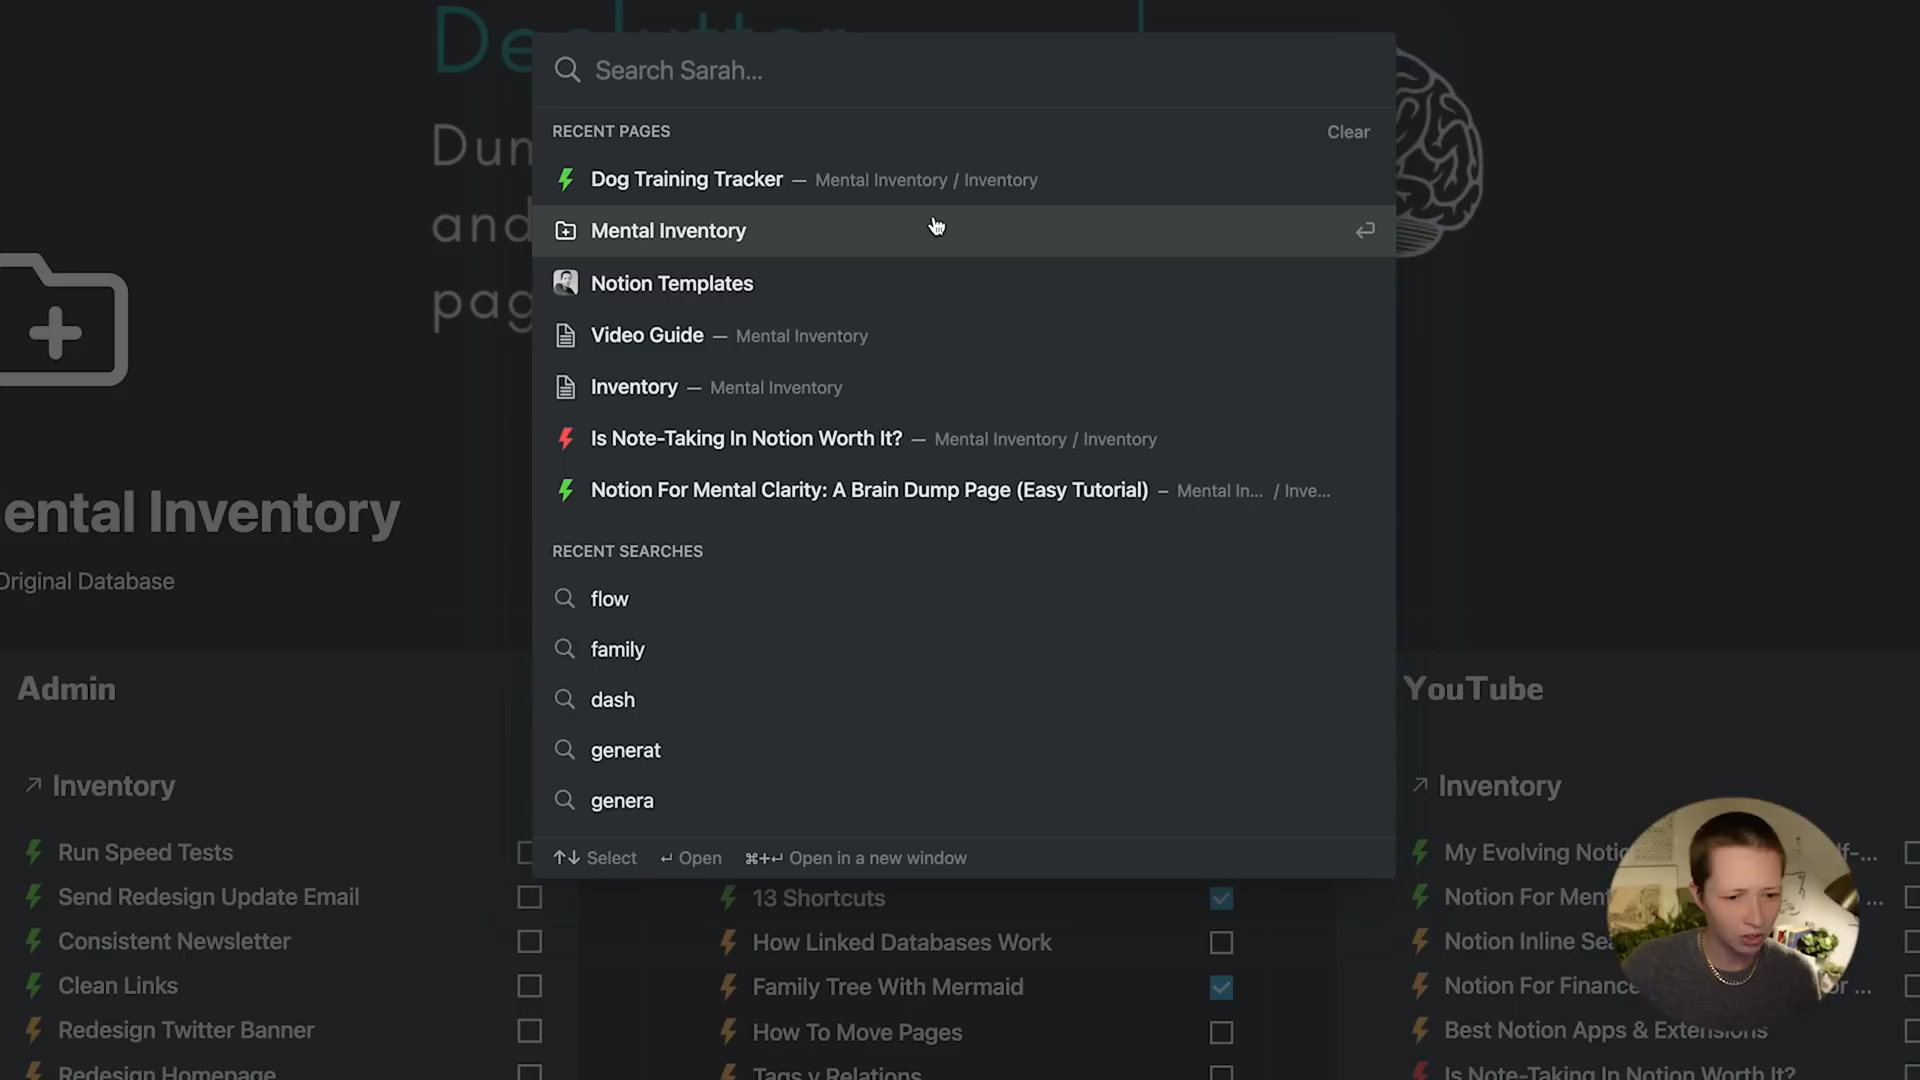 Search Sarah...
RECENT PAGES
Clear
Dog Training Tracker — Mental Inventory / Inventory
Mental Inventory
Notion Templates
Video Guide — Mental Inventory
Inventory — Mental Inventory
Is Note-Taking In Notion Worth It? — Mental Inventory / Inventory
Notion For Mental Clarity: A Brain Dump Page (Easy Tutorial) – Mental In... / Inve...
RECENT SEARCHES
flow
family
dash
generat
genera
↑↓ Select ↵ Open ⌘+↵ Open in a new window
and
pag
ental Inventory
Original Database
Admin
↗ Inventory
Run Speed Tests
Send Redesign Update Email
Consistent Newsletter
Clean Links
Redesign Twitter Banner
Redesign Homepage
13 Shortcuts
How Linked Databases Work
Family Tree With Mermaid
How To Move Pages
Tags v Relations
YouTube
↗ Inventory
My Evolving Notio
Notion For Ment
Notion Inline Sea
Notion For Finance
Best Notion Apps & Extensions
Is Note-Taking In Notion Worth It?